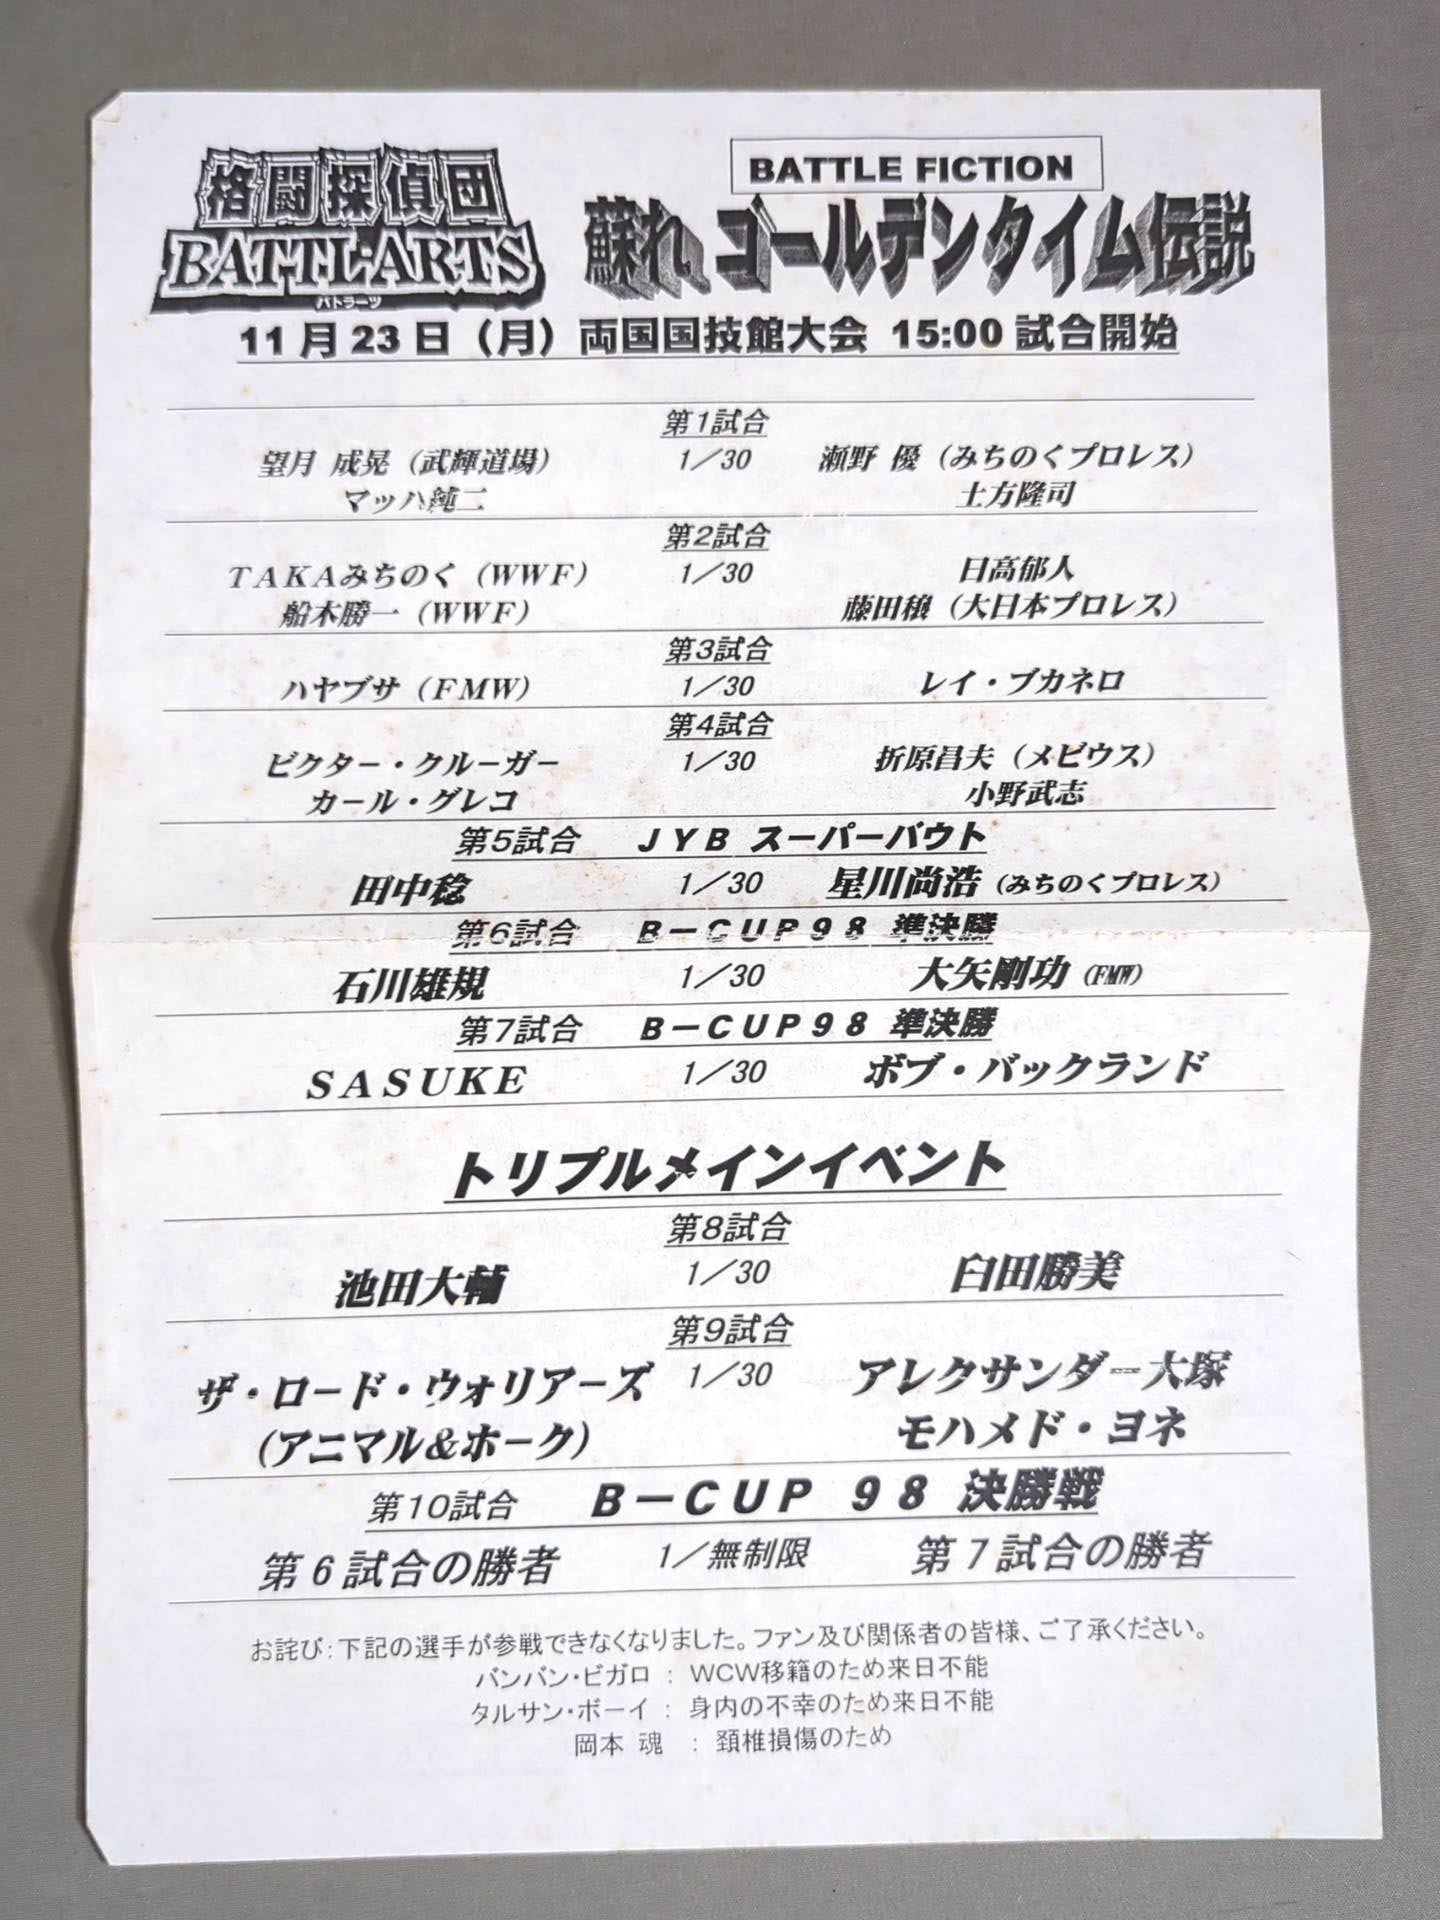 格闘探偵団
BATTLARTS
バトラーツ
BATTLE FICTION
蘇れ ゴールデンタイム伝説
11月23日（月）両国国技館大会 15:00 試合開始
第1試合
望月 成晃（武輝道場） 1／30 瀬野 優（みちのくプロレス）
マッハ純二 土方隆司
第2試合
TAKAみちのく（WWF） 1／30 日高郁人
船木勝一（WWF） 藤田穣（大日本プロレス）
第3試合
ハヤブサ（FMW） 1／30 レイ・ブカネロ
第4試合
ビクター・クルーガー 1／30 折原昌夫（メビウス）
カール・グレコ 小野武志
第5試合 JYB スーパーバウト
田中稔 1／30 星川尚浩（みちのくプロレス）
第6試合 B－CUP98 準決勝
石川雄規 1／30 大矢剛功（FMW）
第7試合 B－CUP98 準決勝
SASUKE 1／30 ボブ・バックランド
トリプルメインイベント
第8試合
池田大輔 1／30 臼田勝美
第9試合
ザ・ロード・ウォリアーズ 1／30 アレクサンダー大塚
（アニマル＆ホーク） モハメド・ヨネ
第10試合 B－CUP 98 決勝戦
第6試合の勝者 1／無制限 第7試合の勝者
お詫び：下記の選手が参戦できなくなりました。ファン及び関係者の皆様、ご了承ください。
バンバン・ビガロ ： WCW移籍のため来日不能
タルサン・ボーイ ： 身内の不幸のため来日不能
岡本 魂 ： 頚椎損傷のため